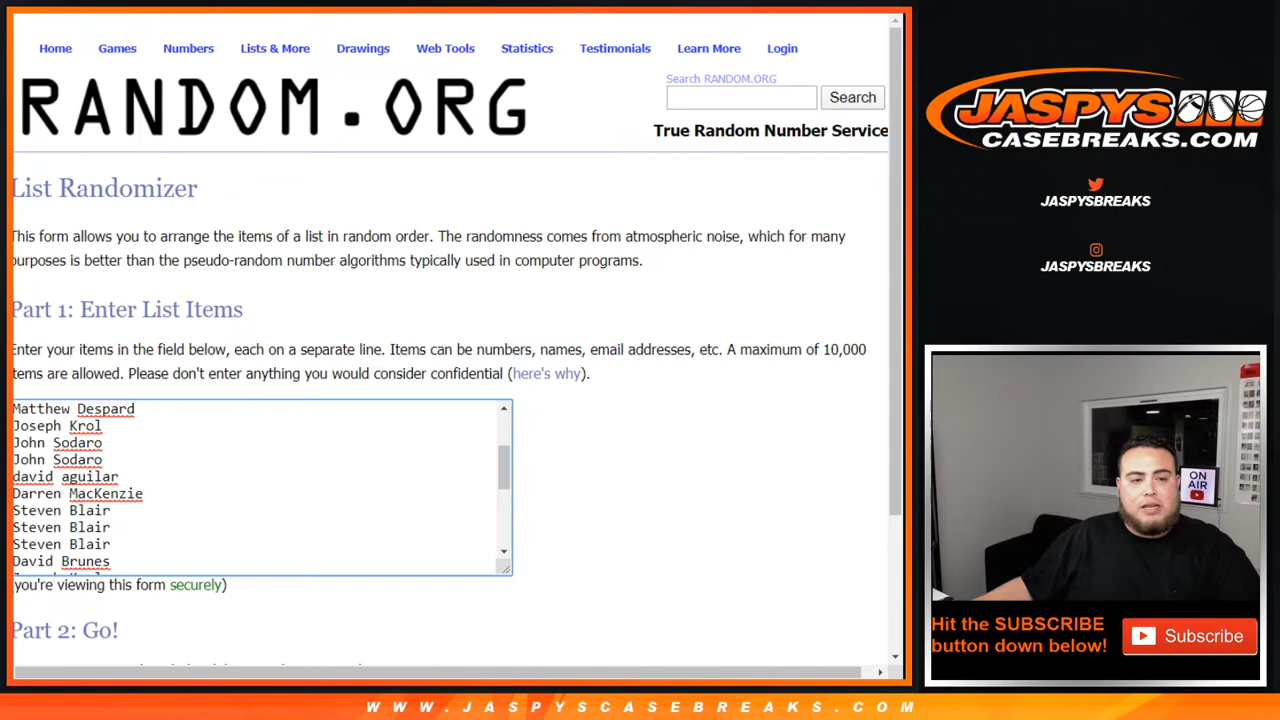 Home Games Numbers Lists & More Drawings Web Tools Statistics Testimonials Learn More Login
RANDOM.ORG
Search RANDOM.ORG
Search
True Random Number Service
List Randomizer
This form allows you to arrange the items of a list in random order. The randomness comes from atmospheric noise, which for many
purposes is better than the pseudo-random number algorithms typically used in computer programs.
Part 1: Enter List Items
Enter your items in the field below, each on a separate line. Items can be numbers, names, email addresses, etc. A maximum of 10,000
items are allowed. Please don't enter anything you would consider confidential (here's why).
Matthew Despard
Joseph Krol
John Sodaro
John Sodaro
david aguilar
Darren MacKenzie
Steven Blair
Steven Blair
Steven Blair
David Brunes
(you're viewing this form securely)
Part 2: Go!
JASPYS
CASEBREAKS.COM
JASPYSBREAKS
JASPYSBREAKS
ON
AIR
Hit the SUBSCRIBE
button down below!
Subscribe
WWW.JASPYSCASEBREAKS.COM